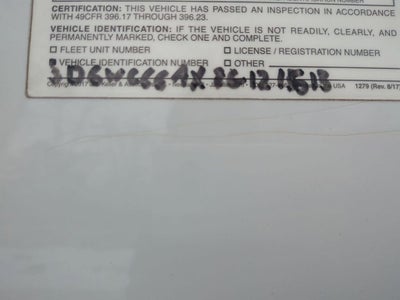 CERTIFICATION: THIS VEHICLE HAS PASSED AN INSPECTION IN ACCORDANCE
WITH 49CFR 396.17 THROUGH 396.23.
VEHICLE IDENTIFICATION: IF THE VEHICLE IS NOT READILY, CLEARLY, AND
PERMANENTLY MARKED, CHECK ONE AND COMPLETE.
☐ FLEET UNIT NUMBER ☐ LICENSE / REGISTRATION NUMBER
☐ VEHICLE IDENTIFICATION NUMBER ☐ OTHER
USA 1279 (Rev. 8/17)